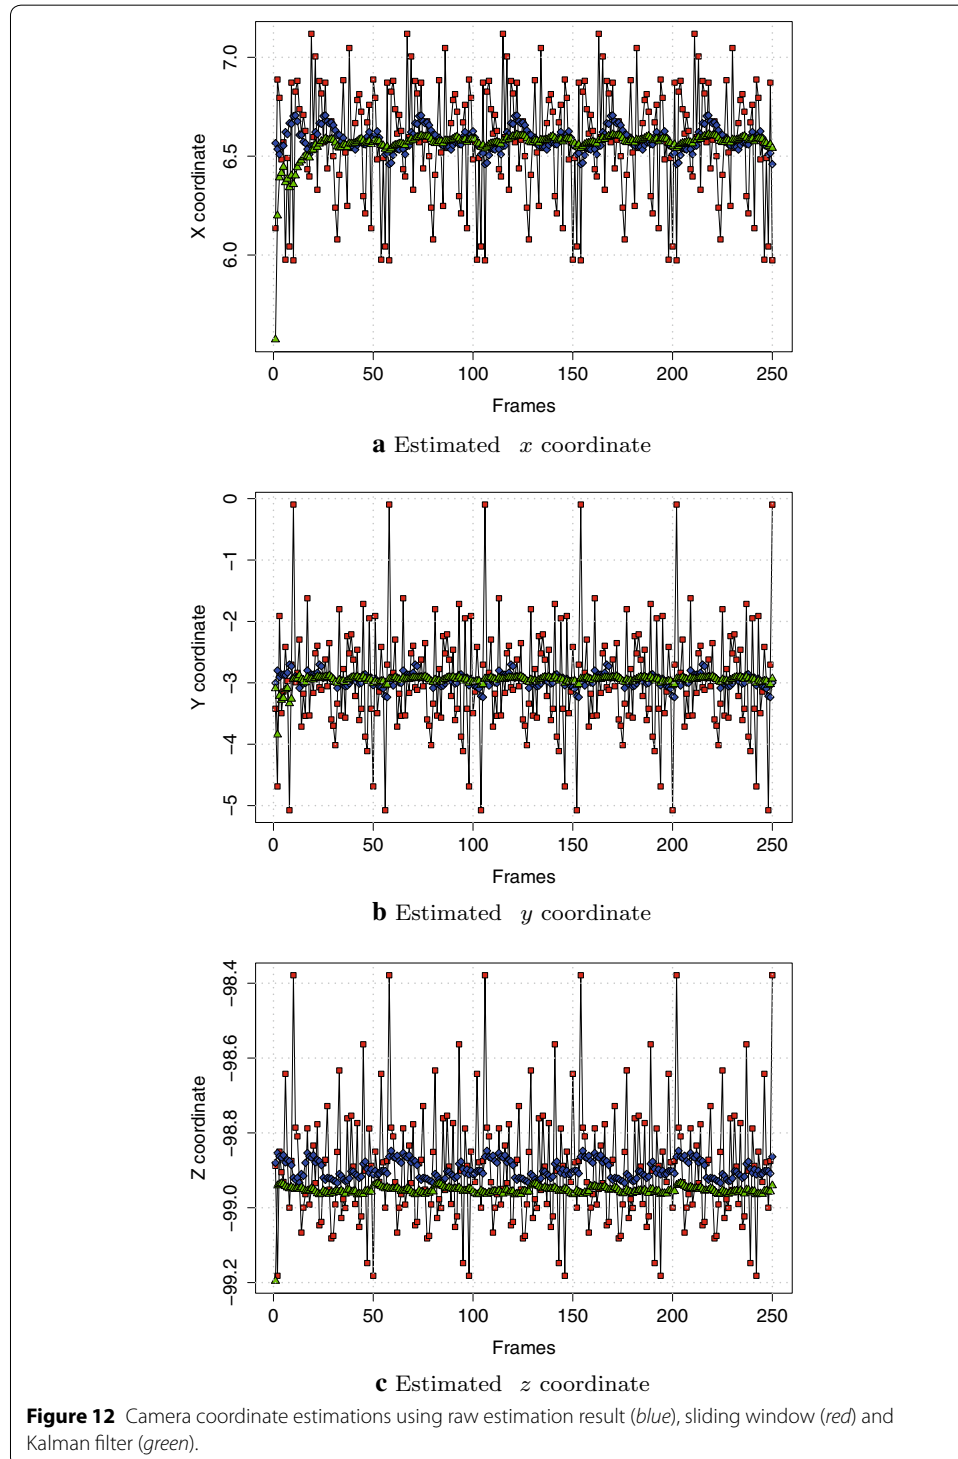 7.0
6.5
6.0
X coordinate
0 50 100 150 200 250
Frames
a Estimated x coordinate
0
−1
−2
−3
−4
−5
Y coordinate
0 50 100 150 200 250
Frames
b Estimated y coordinate
−98.4
−98.6
−98.8
−99.0
−99.2
Z coordinate
0 50 100 150 200 250
Frames
c Estimated z coordinate
Figure 12 Camera coordinate estimations using raw estimation result (blue), sliding window (red) and
Kalman filter (green).